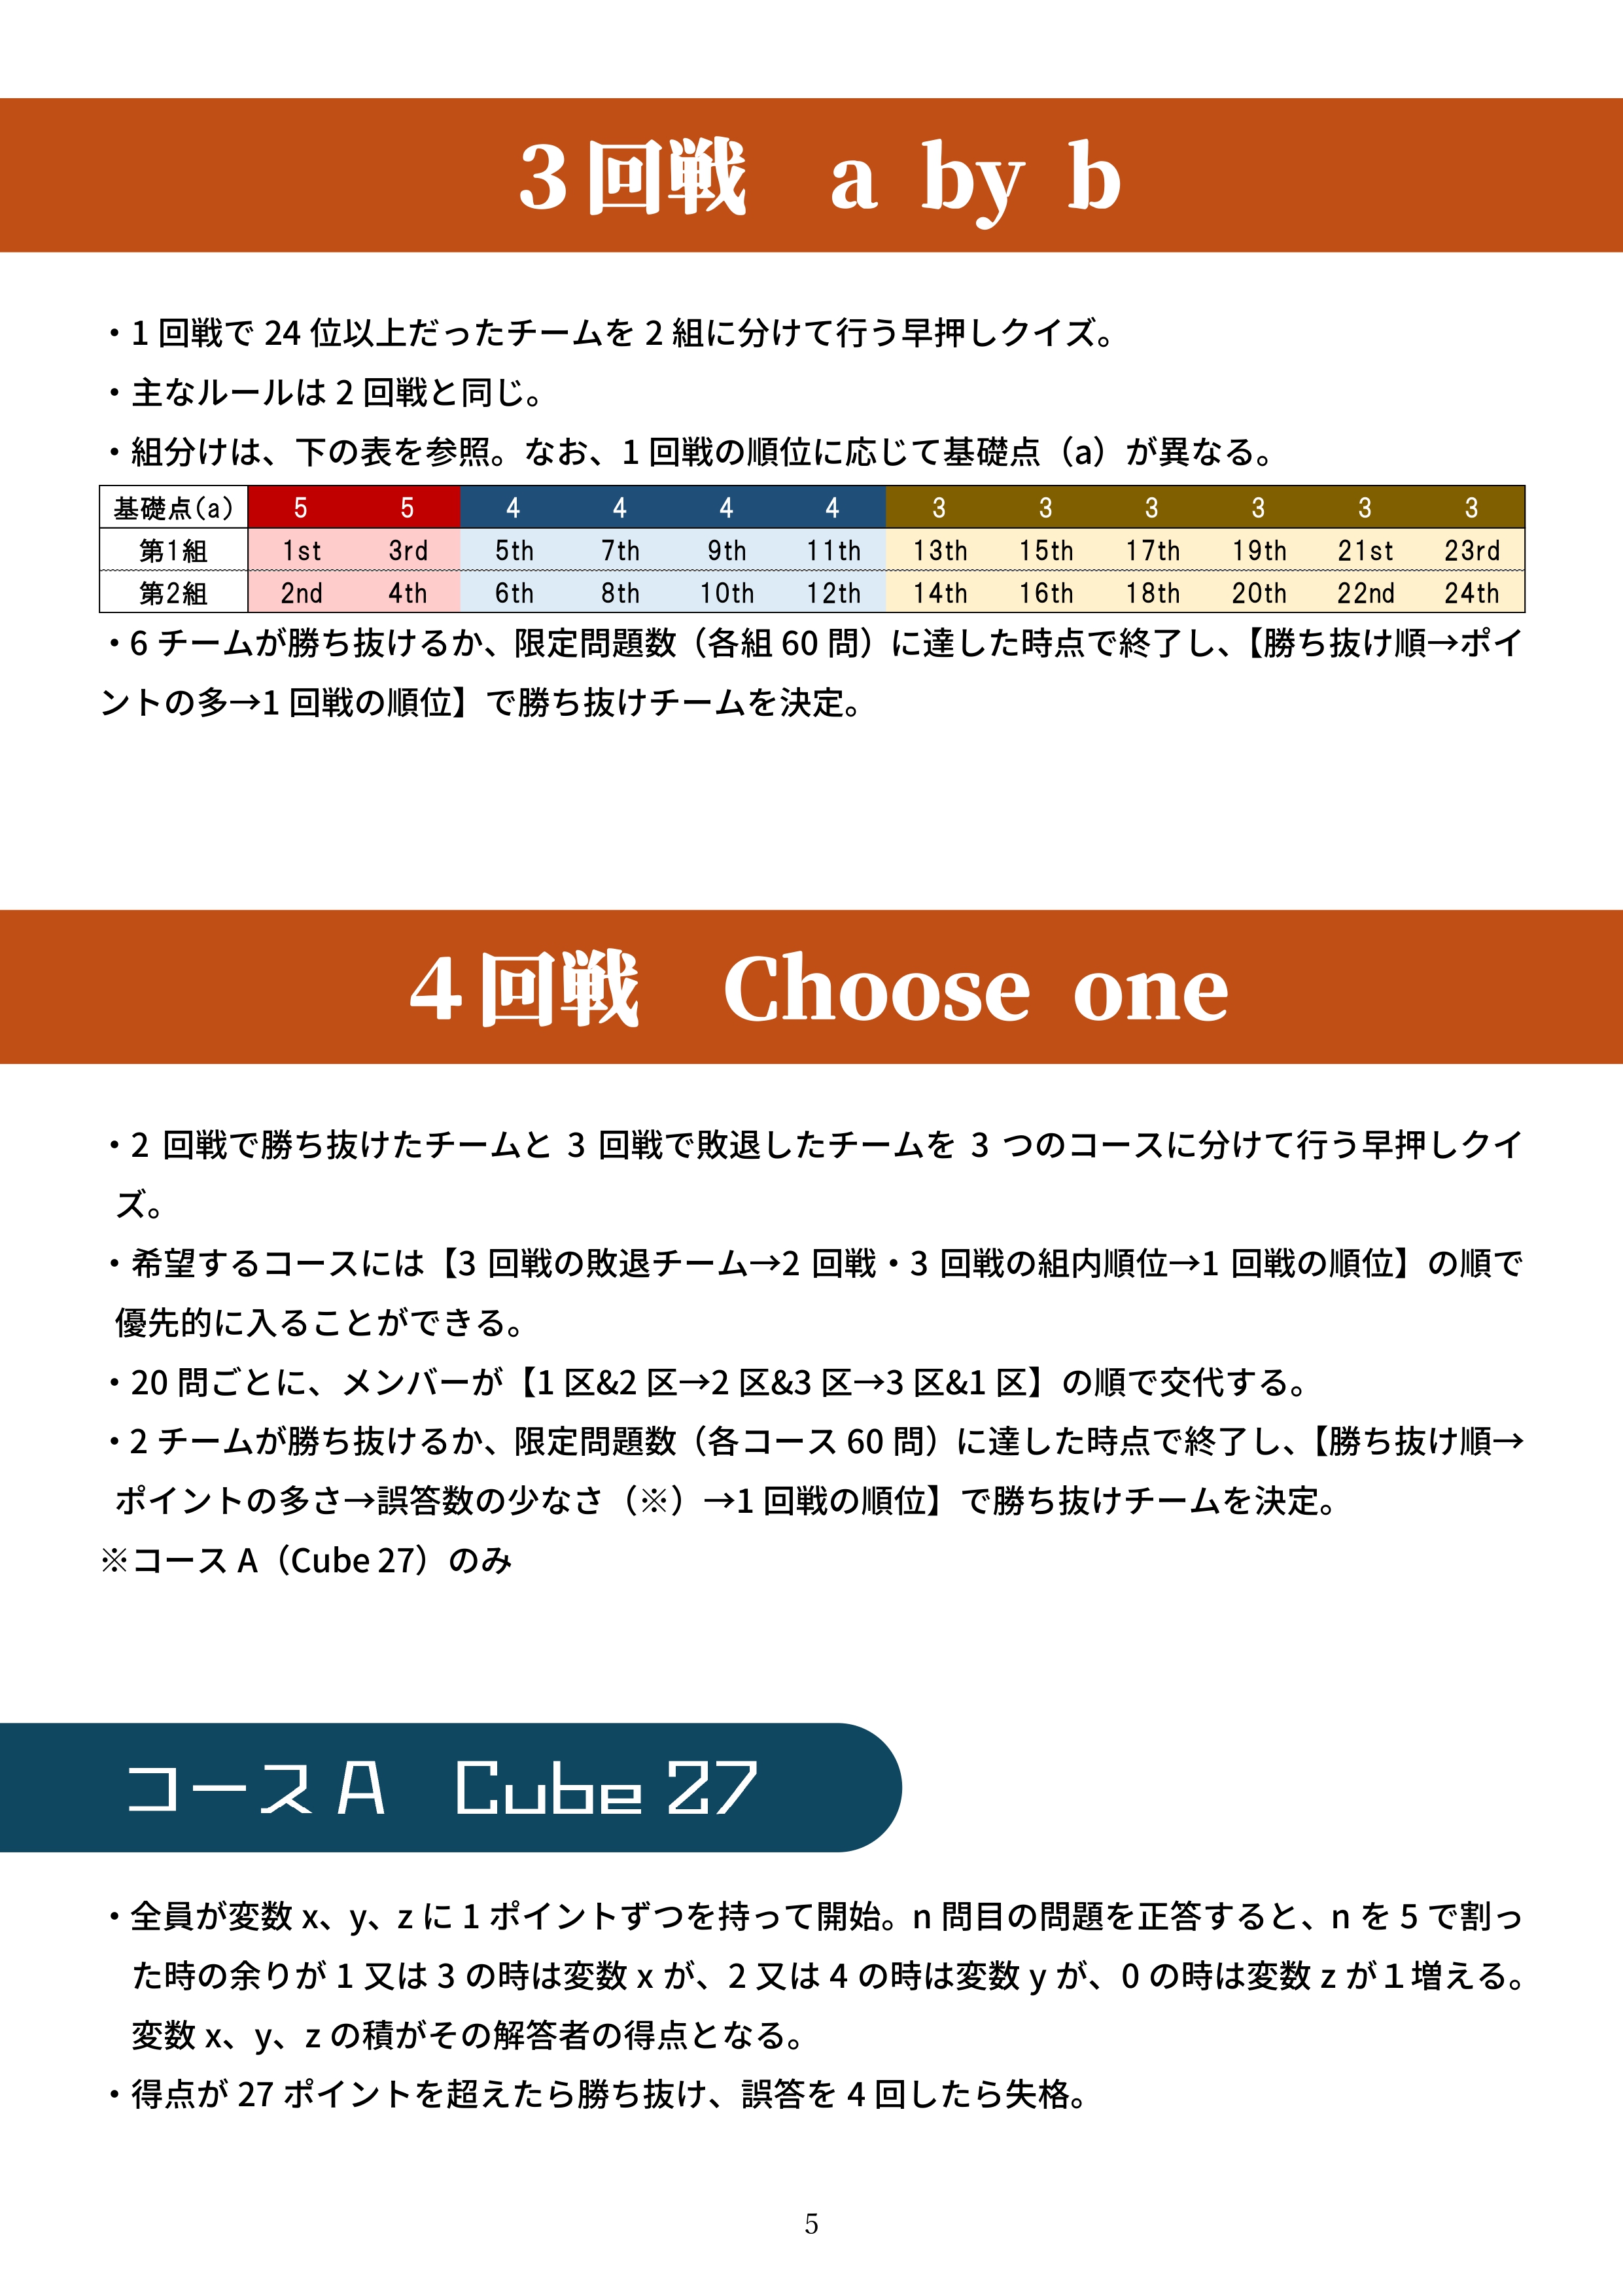 3回戦　a by b
・1 回戦で 24 位以上だったチームを 2 組に分けて行う早押しクイズ。
・主なルールは 2 回戦と同じ。
・組分けは、下の表を参照。なお、1 回戦の順位に応じて基礎点（a）が異なる。
基礎点(a) 5 5 4 4 4 4 3 3 3 3 3 3
第1組 1st 3rd 5th 7th 9th 11th 13th 15th 17th 19th 21st 23rd
第2組 2nd 4th 6th 8th 10th 12th 14th 16th 18th 20th 22nd 24th
・6 チームが勝ち抜けるか、限定問題数（各組 60 問）に達した時点で終了し、【勝ち抜け順→ポイ
ントの多→1 回戦の順位】で勝ち抜けチームを決定。
4回戦　Choose one
・2 回戦で勝ち抜けたチームと 3 回戦で敗退したチームを 3 つのコースに分けて行う早押しクイ
ズ。
・希望するコースには【3 回戦の敗退チーム→2 回戦・3 回戦の組内順位→1 回戦の順位】の順で
優先的に入ることができる。
・20 問ごとに、メンバーが【1 区&2 区→2 区&3 区→3 区&1 区】の順で交代する。
・2 チームが勝ち抜けるか、限定問題数（各コース 60 問）に達した時点で終了し、【勝ち抜け順→
ポイントの多さ→誤答数の少なさ（※）→1 回戦の順位】で勝ち抜けチームを決定。
※コース A（Cube 27）のみ
コース A　Cube 27
・全員が変数 x、y、z に 1 ポイントずつを持って開始。n 問目の問題を正答すると、n を 5 で割っ
た時の余りが 1 又は 3 の時は変数 x が、2 又は 4 の時は変数 y が、0 の時は変数 z が１増える。
変数 x、y、z の積がその解答者の得点となる。
・得点が 27 ポイントを超えたら勝ち抜け、誤答を 4 回したら失格。
5